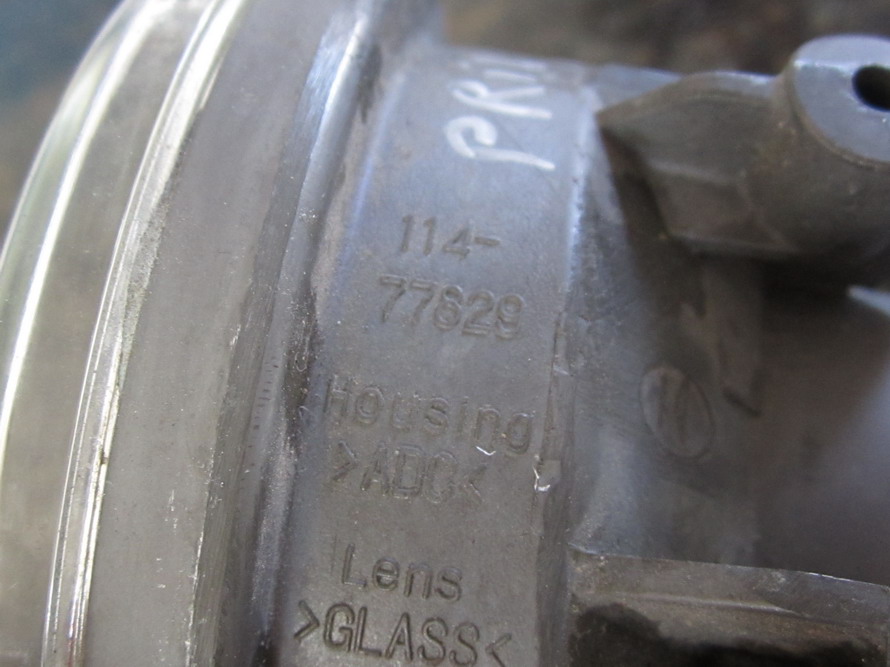 114-
77629
Housing
>ADC<
Lens
>GLASS<